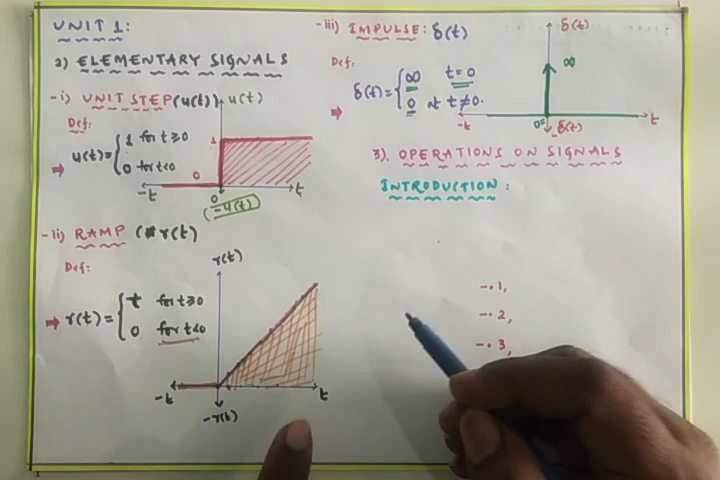 UNIT 1:
2) ELEMENTARY SIGNALS
-i) UNIT STEP (u(t))
Def:
u(t) = { 1 for t≥0
0 for t<0
u(t)
1
0
-t
0
t
-u(t)
-ii) RAMP ( r(t)
Def:
r(t) = { t for t≥0
0 for t<0
r(t)
-t
t
-r(t)
-iii) IMPULSE: δ(t)
Def:
δ(t) = { ∞ t=0
0 at t≠0.
δ(t)
∞
-t
0
t
-δ(t)
3). OPERATIONS ON SIGNALS
INTRODUCTION:
-. 1,
-. 2,
-. 3,